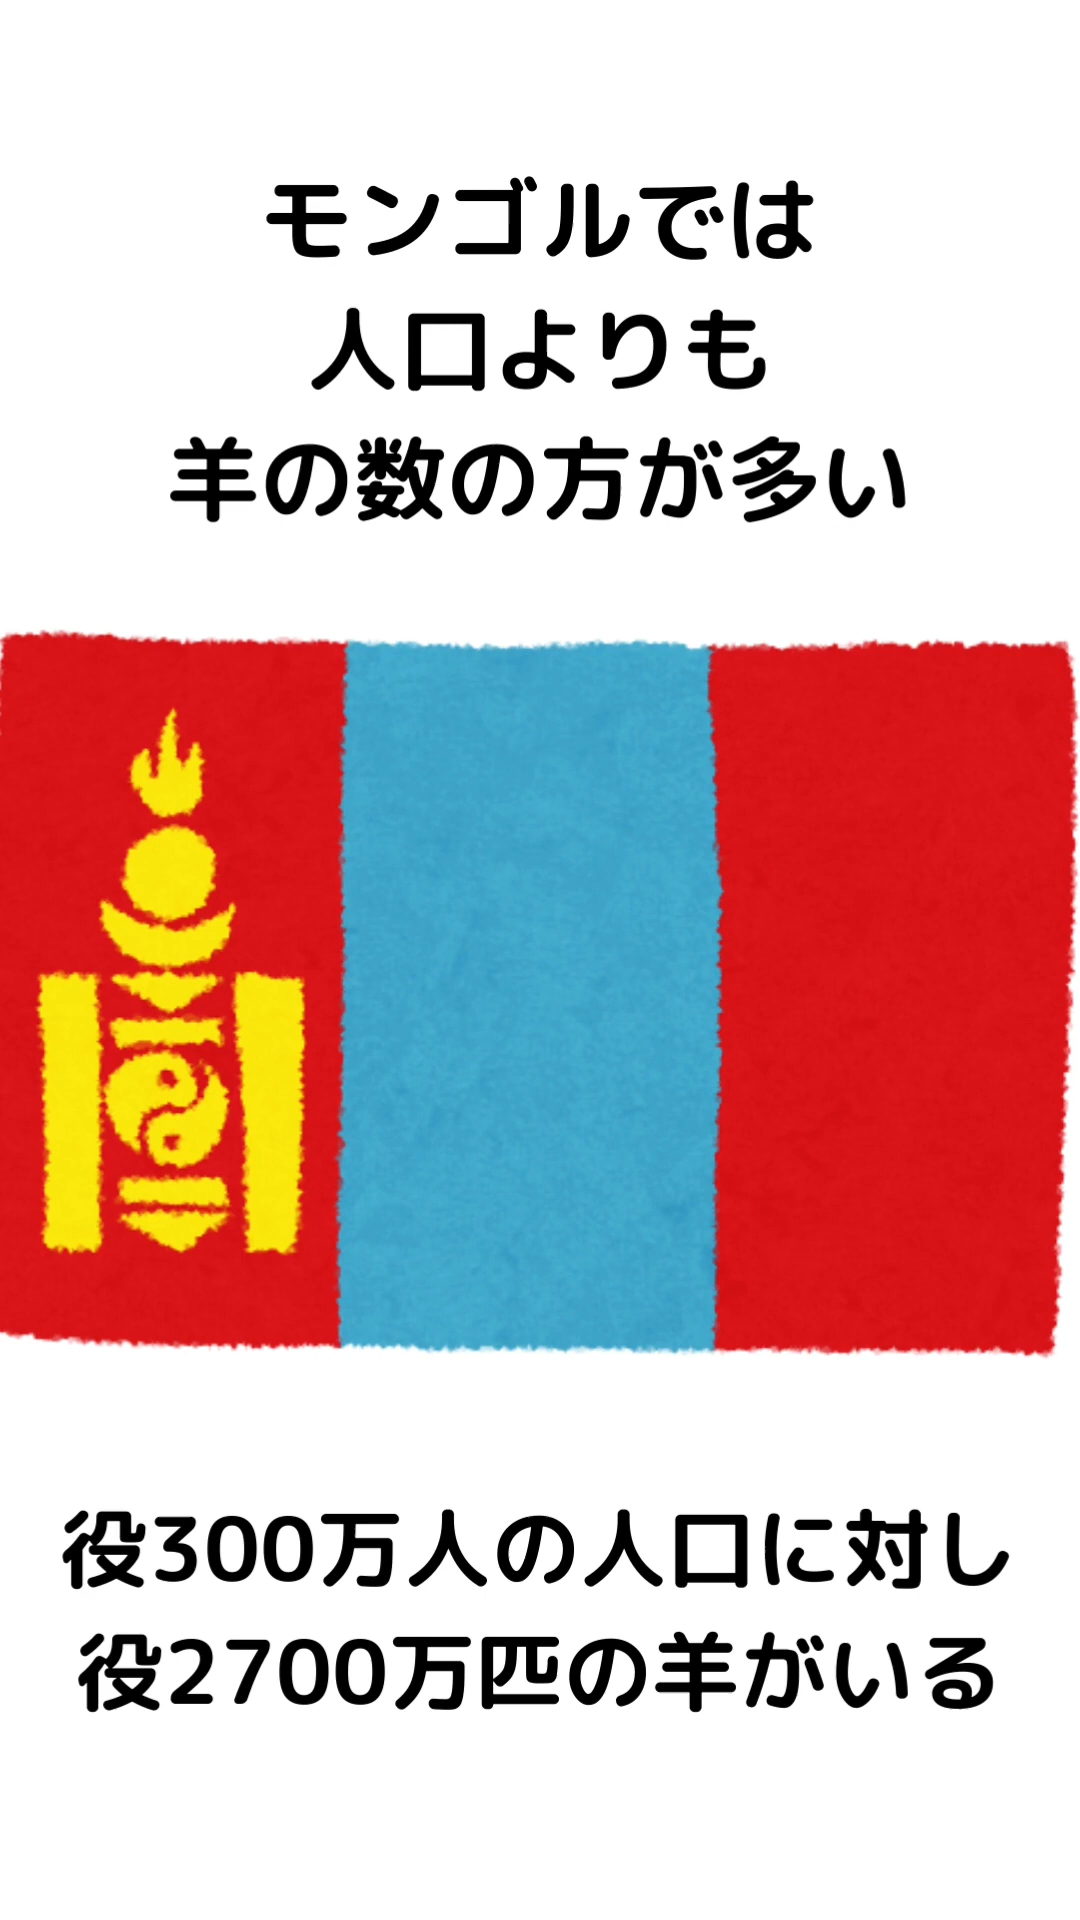 モンゴルでは
人口よりも
羊の数の方が多い
役300万人の人口に対し
役2700万匹の羊がいる